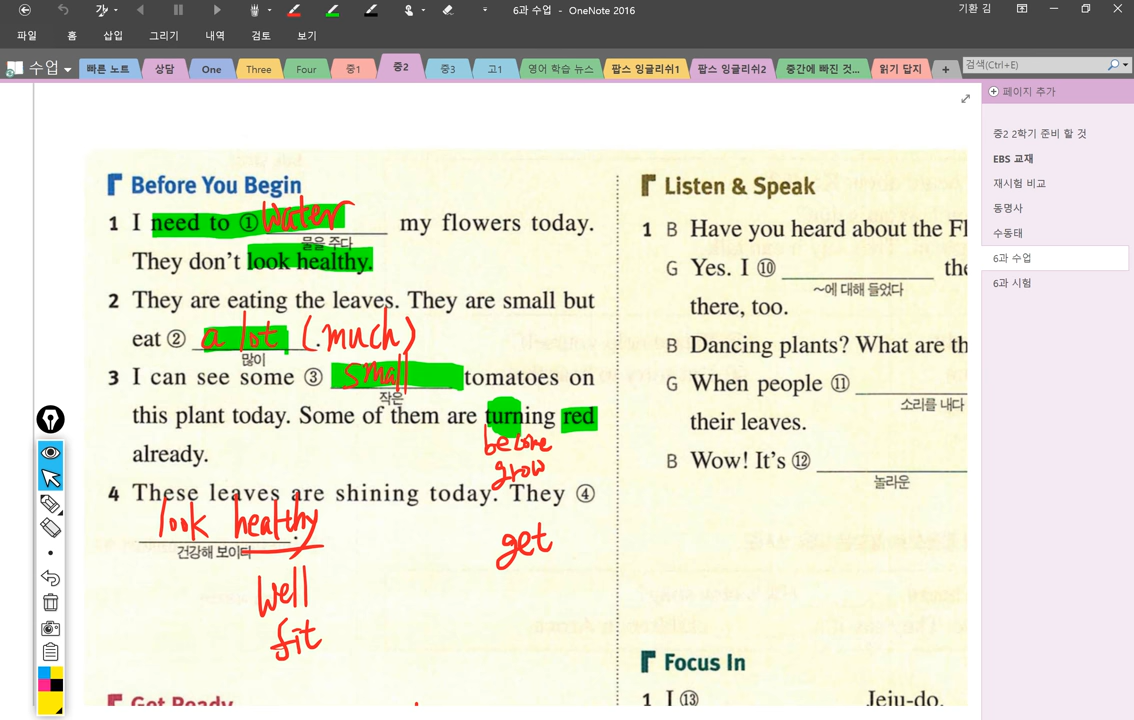 6과 수업 - OneNote 2016
기환 김
파일 홈 삽입 그리기 내역 검토 보기
수업 빠른 노트 상담 One Three Four 중1 중2 중3 고1 영어 학습 뉴스 팝스 잉글리쉬1 팝스 잉글리쉬2 중간에 빠진 것... 읽기 답지 +
검색(Ctrl+E)
페이지 추가
중2 2학기 준비 할 것
EBS 교재
재시험 비교
동명사
수동태
6과 수업
6과 시험
Before You Begin
1 I need to ① water my flowers today.
물을 주다
They don't look healthy.
2 They are eating the leaves. They are small but
eat ② a lot. (much)
많이
3 I can see some ③ small tomatoes on
작은
this plant today. Some of them are turning red
become
already.
grow
4 These leaves are shining today. They ④
look healthy.
get
건강해 보이다
well
fit
Get Ready
Listen & Speak
1 B Have you heard about the Fl
G Yes. I ⑩ the
~에 대해 들었다
there, too.
B Dancing plants? What are th
G When people ⑪
소리를 내다
their leaves.
B Wow! It's ⑫
놀라운
Focus In
1 I ⑬ Jeju-do.